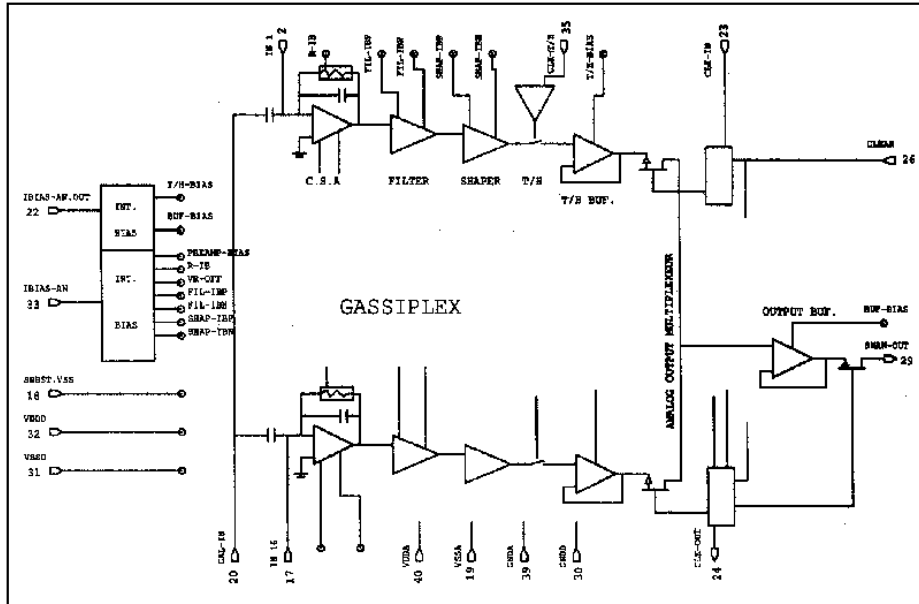 IN 1
2
R-IB
FIL-IBP
FIL-IBN
SHAP-IBP
SHAP-IBN
CLK-T/H
35
T/H-BIAS
CLK-IN
23
C.S.A
FILTER
SHAPER
T/H
T/H BUF.
CLEAR
26
IBIAS-AN.OUT
22
INT.
BIAS
T/H-BIAS
BUF-BIAS
IBIAS-AN
33
INT.
BIAS
PREAMP-BIAS
R-IB
VR-OFF
FIL-IBP
FIL-IBN
SHAP-IBP
SHAP-IBN
GASSIPLEX
ANALOG OUTPUT MULTIPLEXEUR
OUTPUT BUF.
BUF-BIAS
29
SUBST.VSS
18
VDDD
32
VSSD
31
CAL-IN
20
IN 16
17
VDDA
40
VSSA
19
GNDA
39
GNDD
30
CLK-OUT
24